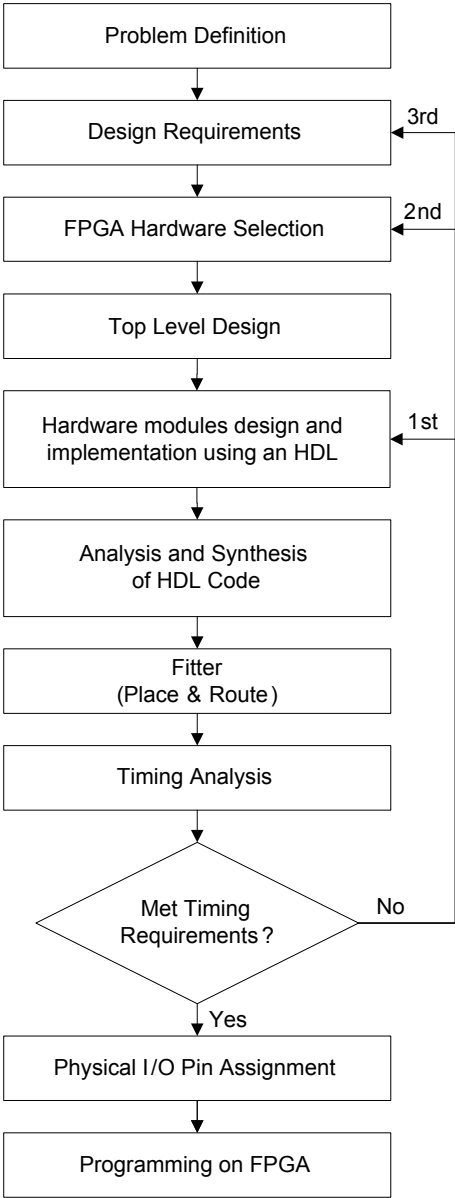 Problem Definition
Design Requirements
3rd
FPGA Hardware Selection
2nd
Top Level Design
Hardware modules design and
implementation using an HDL
1st
Analysis and Synthesis
of HDL Code
Fitter
(Place & Route)
Timing Analysis
Met Timing
Requirements?
No
Yes
Physical I/O Pin Assignment
Programming on FPGA